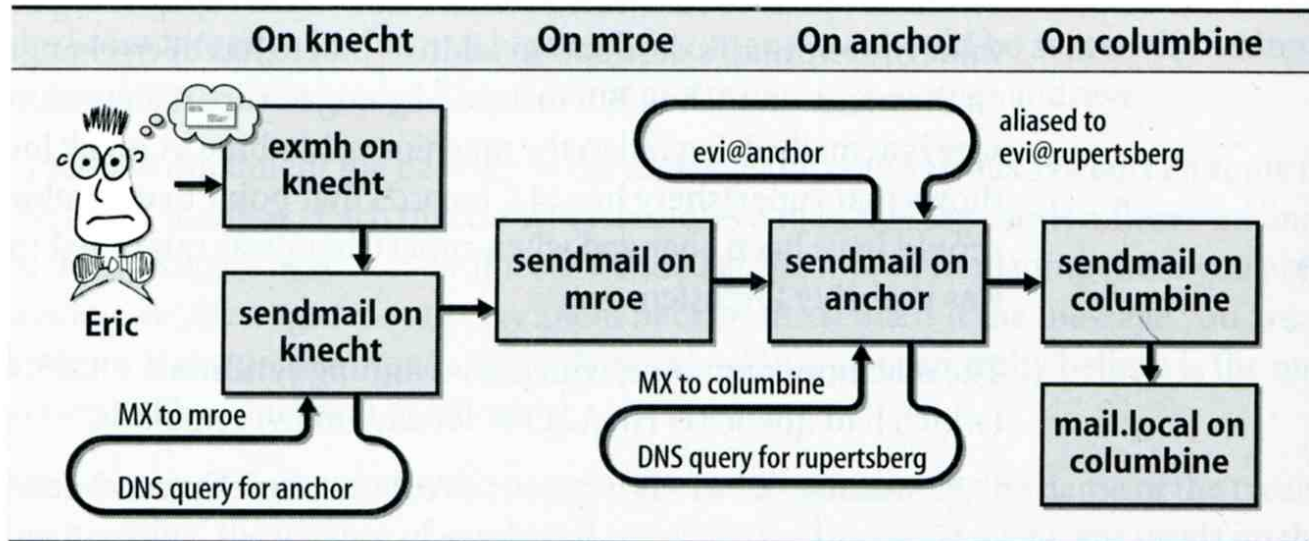 On knecht
On mroe
On anchor
On columbine
exmh on
knecht
Eric
sendmail on
knecht
MX to mroe
DNS query for anchor
sendmail on
mroe
evi@anchor
aliased to
evi@rupertsberg
sendmail on
anchor
MX to columbine
DNS query for rupertsberg
sendmail on
columbine
mail.local on
columbine